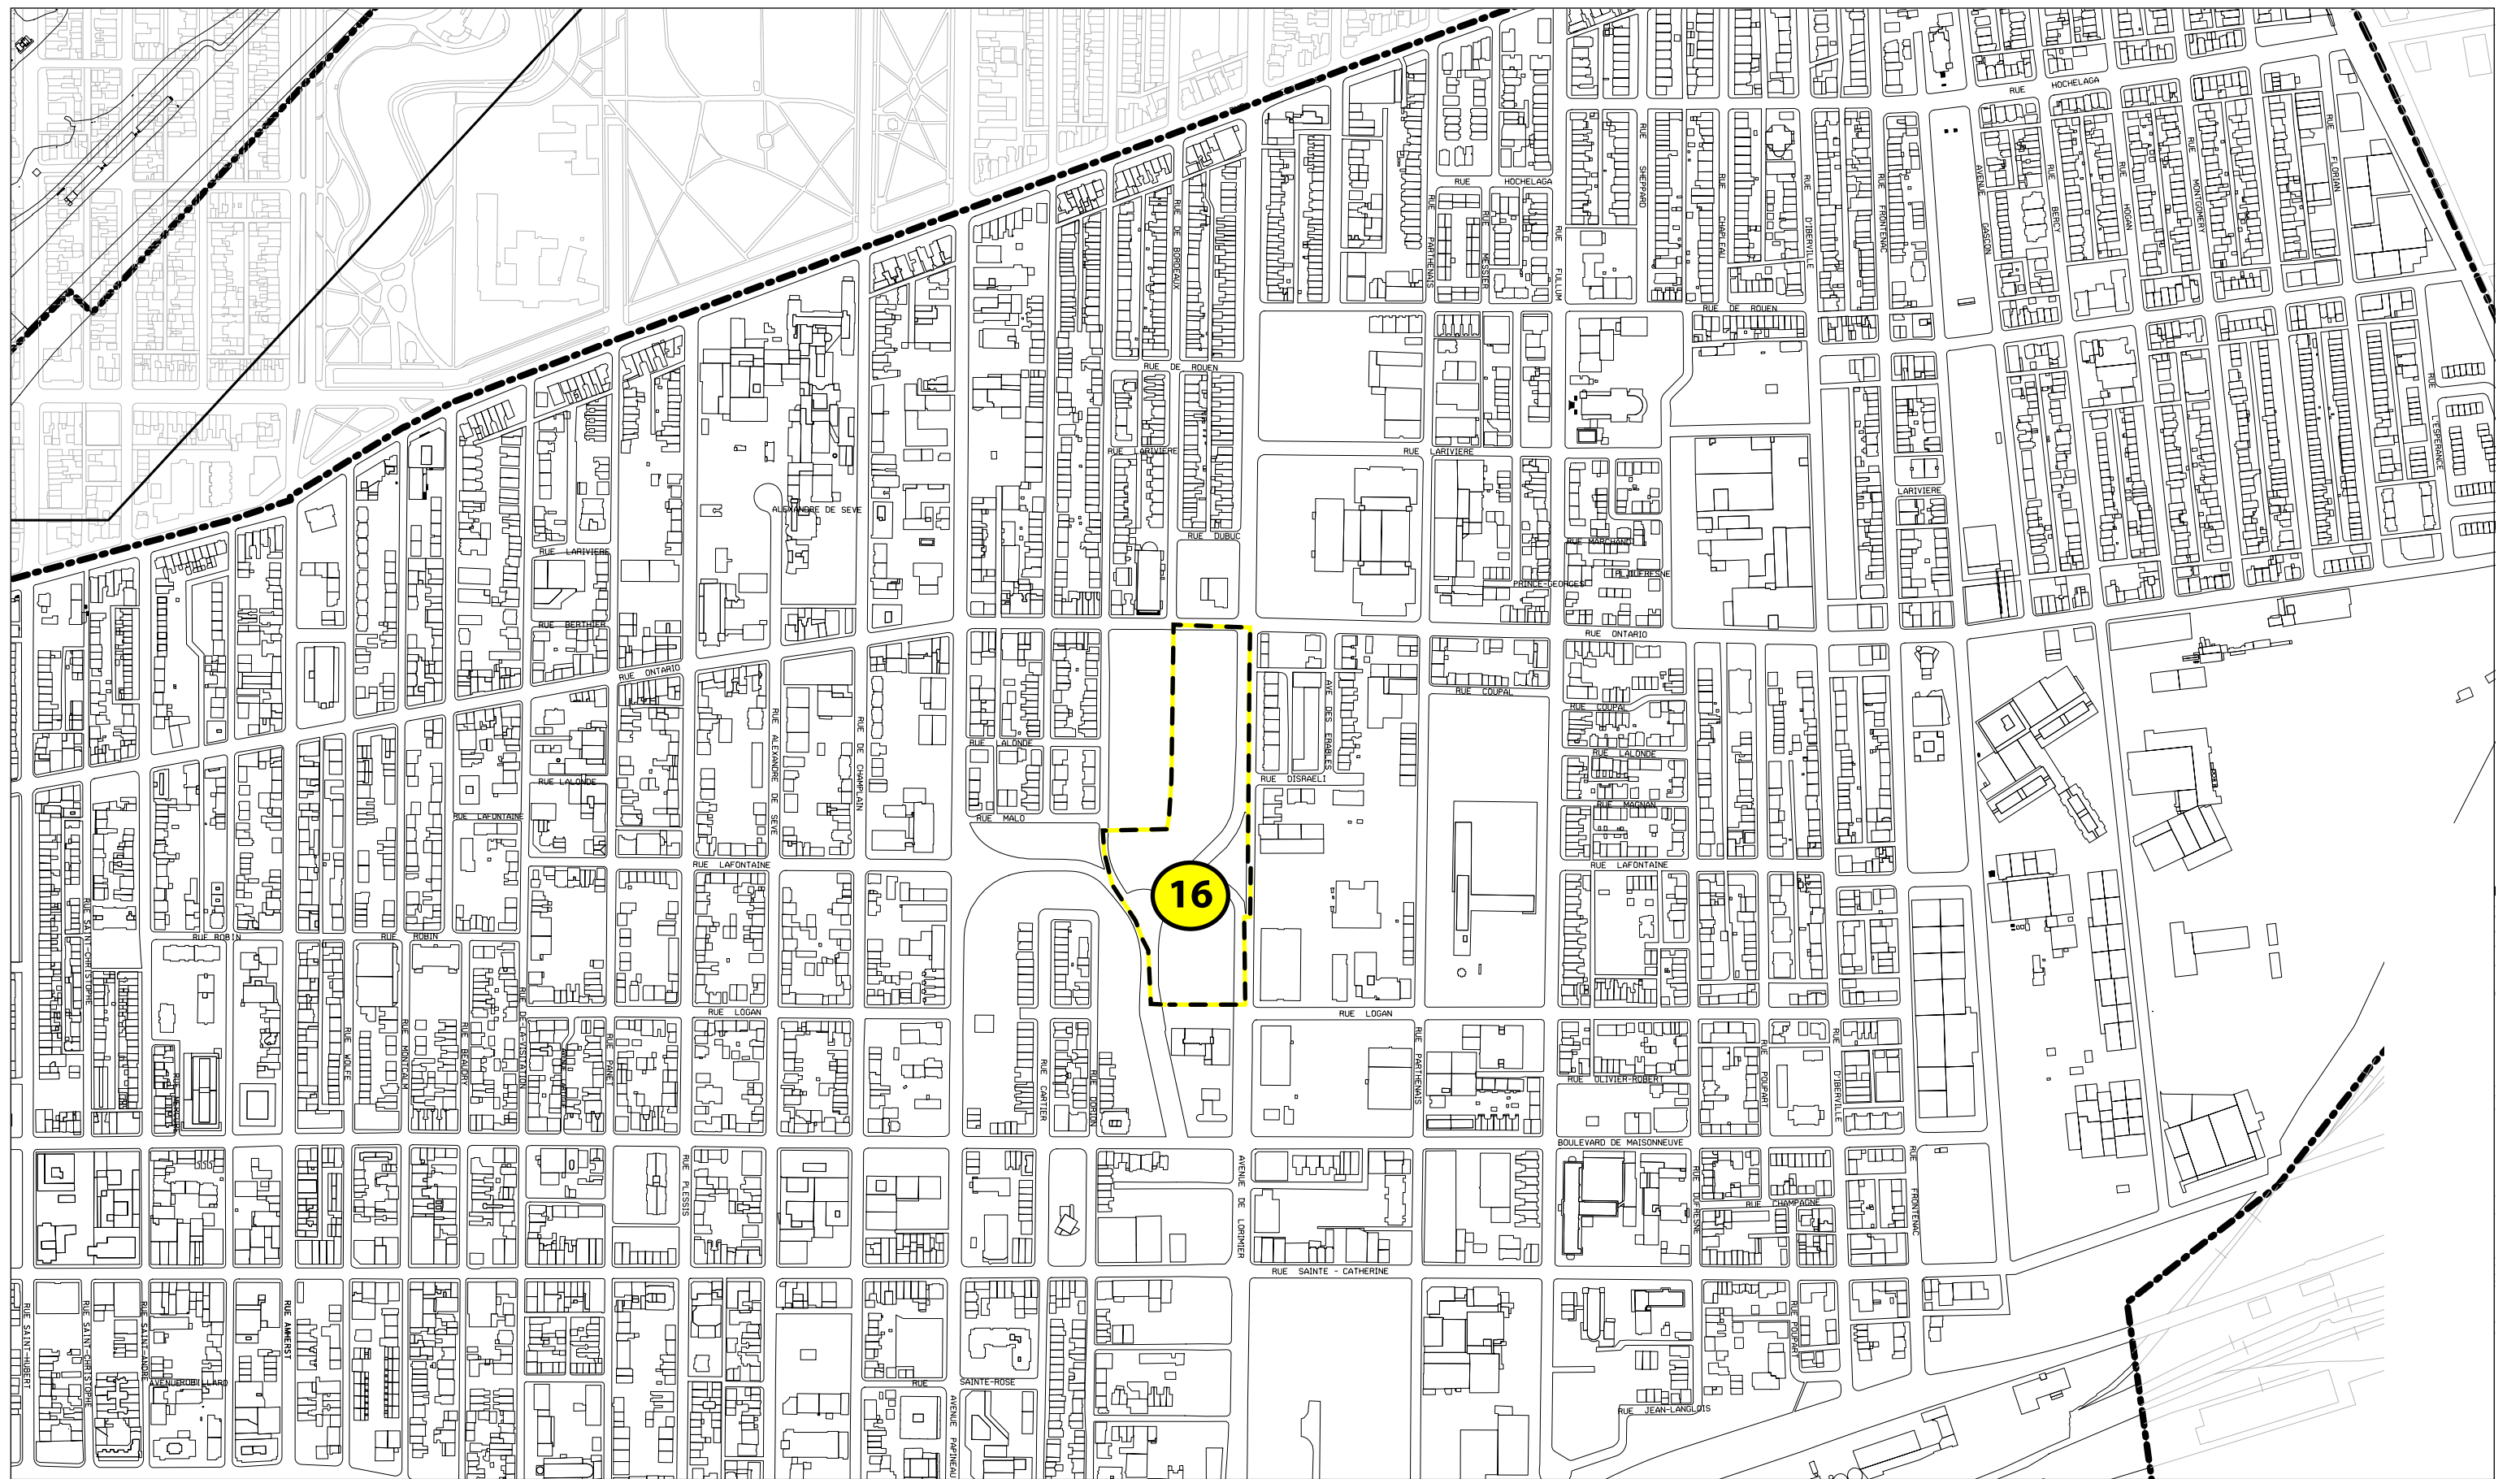 RUE HOCHELAGA
RUE HOCHELAGA
RUE SHEPPARD
RUE CHAPLEAU
RUE D'IBERVILLE
RUE FRONTENAC
AVENUE GASCON
RUE BERCY
RUE HOGAN
RUE MONTGOMERY
RUE FLORIAN
RUE DE BORDEAUX
RUE PARTHENAIS
RUE MESSIER
RUE FULLUM
RUE DE ROUEN
RUE DE ROUEN
RUE L'ESPERANCE
RUE LARIVIERE
RUE LARIVIERE
LARIVIERE
ALEXANDRE DE SEVE
RUE DUBUC
RUE MARCHAND
RUE LARIVIERE
PRINCE-GEORGES
PL. DUFRESNE
RUE BERTHIER
RUE ONTARIO
RUE ONTARIO
RUE COUPAL
RUE COUPAL
AVE DES ERABLES
RUE ALEXANDRE DE SEVE
RUE DE CHAMPLAIN
RUE LALONDE
RUE LALONDE
RUE DISRAELI
RUE LALONDE
RUE MAGNAN
RUE LAFONTAINE
RUE MALO
RUE LAFONTAINE
RUE LAFONTAINE
16
RUE SAINT-CHRISTOPHE
RUE ROBIN
RUE ROBIN
RUE LOGAN
RUE LOGAN
RUE WOLFE
RUE MONTCALM
RUE BEAUDRY
RUE DE-LA-VISITATION
RUE PANET
RUE CARTIER
RUE DORION
RUE PARTHENAIS
RUE OLIVIER-ROBERT
RUE POUPART
RUE D'IBERVILLE
BOULEVARD DE MAISONNEUVE
RUE PLESSIS
AVENUE DE LORIMIER
RUE DUFRESNE
RUE CHAMPAGNE
RUE FRONTENAC
RUE SAINTE - CATHERINE
RUE SAINT-HUBERT
RUE SAINT-CHRISTOPHE
RUE SAINT-ANDRE
RUE AMHERST
RUE POUPART
AVENUE ROBILLARD
RUE SAINTE-ROSE
AVENUE PAPINEAU
RUE JEAN-LANGLOIS